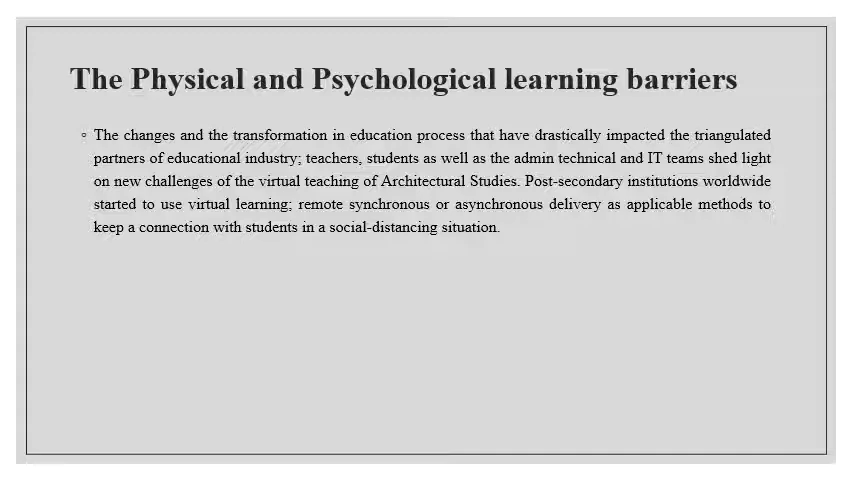 The Physical and Psychological learning barriers
◦ The changes and the transformation in education process that have drastically impacted the triangulated
partners of educational industry; teachers, students as well as the admin technical and IT teams shed light
on new challenges of the virtual teaching of Architectural Studies. Post-secondary institutions worldwide
started to use virtual learning; remote synchronous or asynchronous delivery as applicable methods to
keep a connection with students in a social-distancing situation.